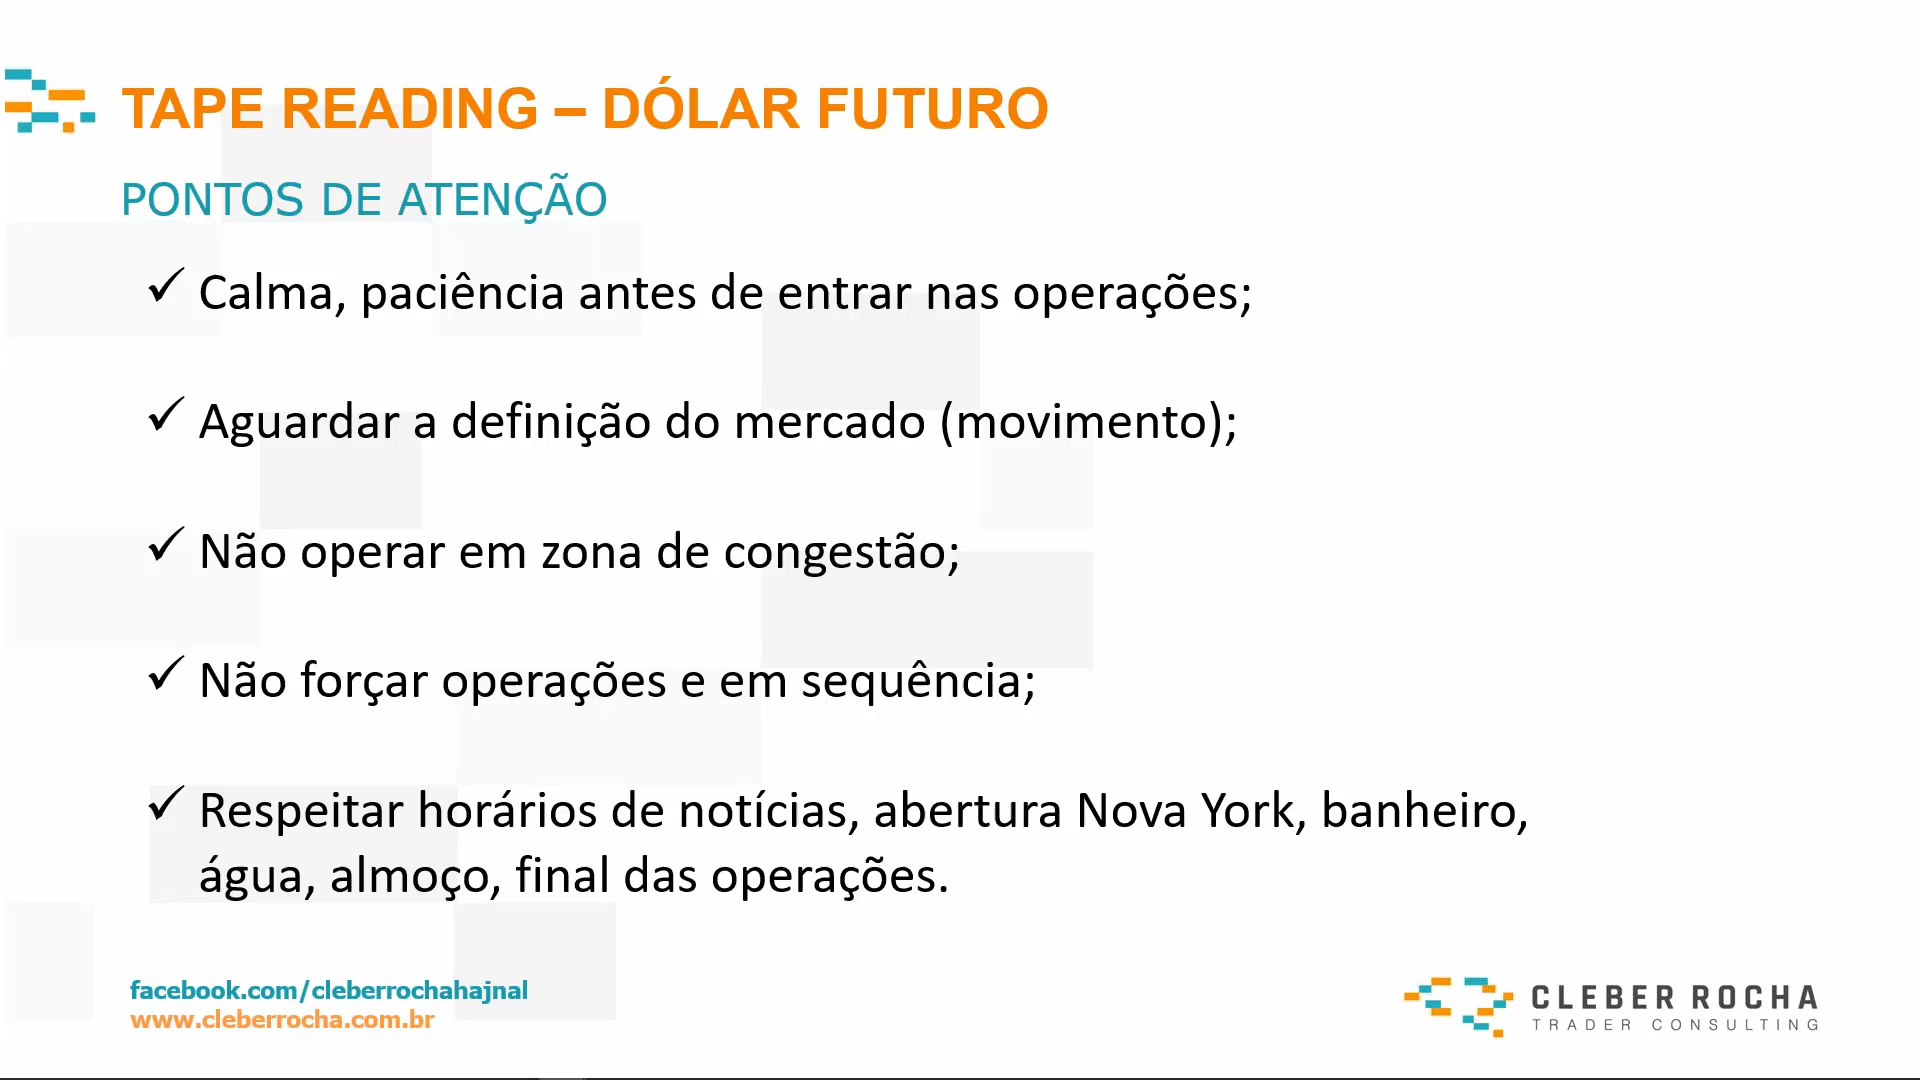 TAPE READING – DÓLAR FUTURO
PONTOS DE ATENÇÃO
✓ Calma, paciência antes de entrar nas operações;
✓ Aguardar a definição do mercado (movimento);
✓ Não operar em zona de congestão;
✓ Não forçar operações e em sequência;
✓ Respeitar horários de notícias, abertura Nova York, banheiro,
água, almoço, final das operações.
facebook.com/cleberrochahajnal
www.cleberrocha.com.br
CLEBER ROCHA
TRADER CONSULTING